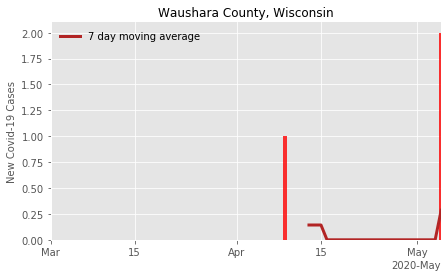 Waushara County, Wisconsin
7 day moving average
New Covid-19 Cases
2.00
1.75
1.50
1.25
1.00
0.75
0.50
0.25
0.00
Mar 15 Apr 15 May
2020-May